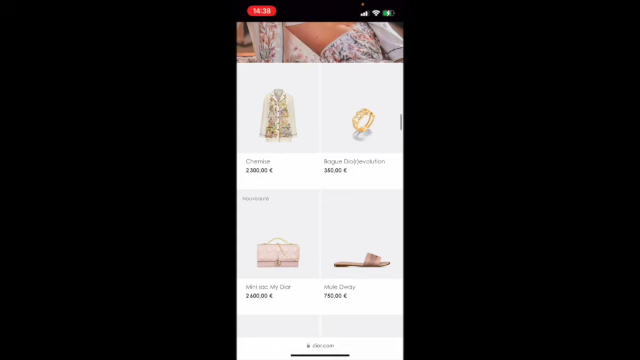 14:38
Chemise
2 300,00 €
Bague Dio(r)evolution
350,00 €
Nouveauté
Mini sac My Dior
2 600,00 €
Mule Dway
750,00 €
dior.com